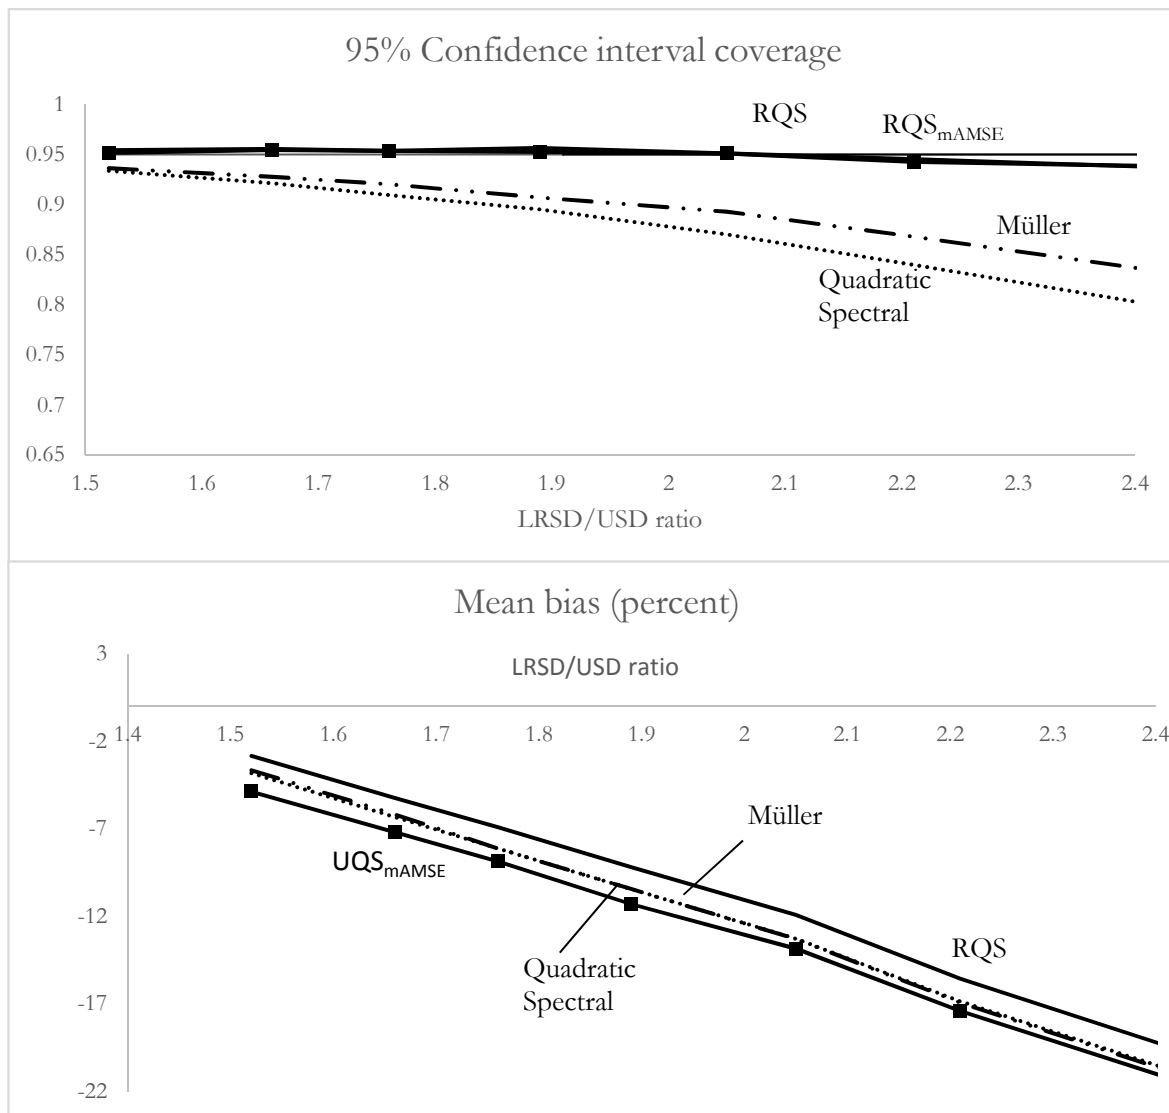 95% Confidence interval coverage
1
RQS
RQSmAMSE
0.95
0.9
Müller
0.85
Quadratic
Spectral
0.8
0.75
0.7
0.65
1.5 1.6 1.7 1.8 1.9 2 2.1 2.2 2.3 2.4
LRSD/USD ratio
Mean bias (percent)
3
LRSD/USD ratio
1.4 1.5 1.6 1.7 1.8 1.9 2 2.1 2.2 2.3 2.4
-2
Müller
-7
UQSmAMSE
-12
RQS
Quadratic
Spectral
-17
-22